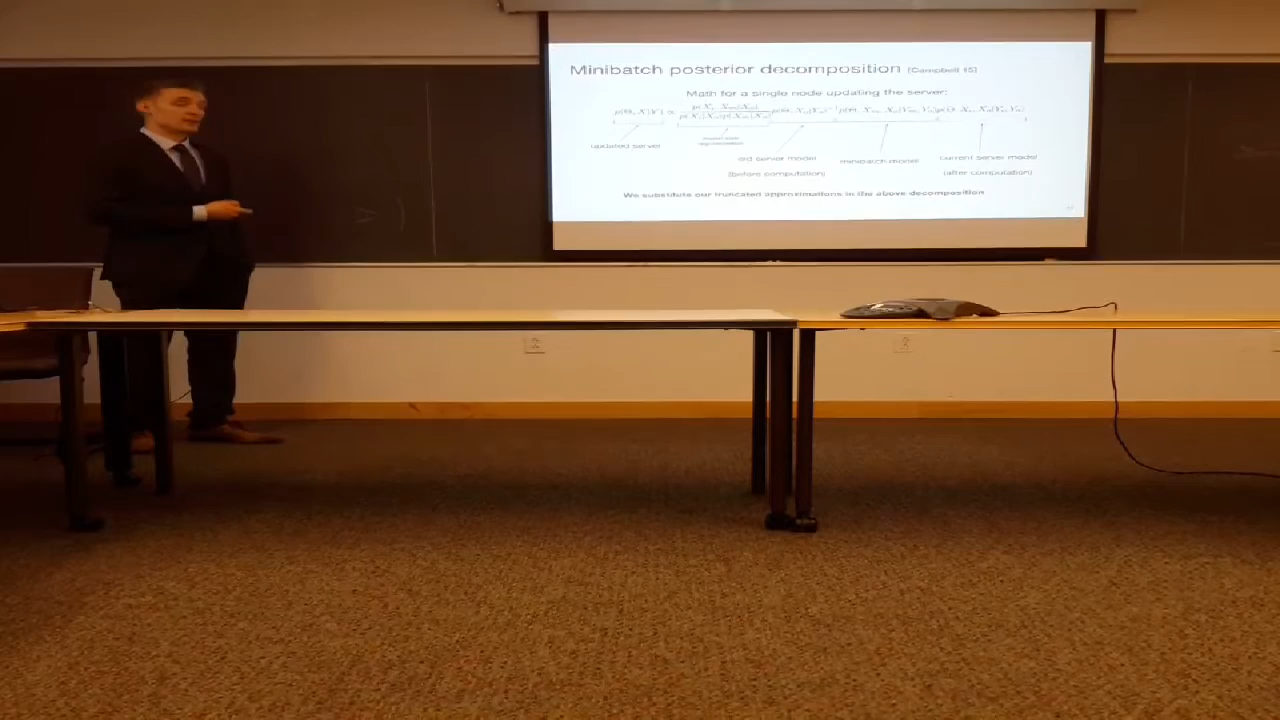 Minibatch posterior decomposition [Campbell 15]
Math for a single node updating the server:
updated server
old server model minibatch model current server model
(before computation) (after computation)
We substitute our truncated approximations in the above decomposition